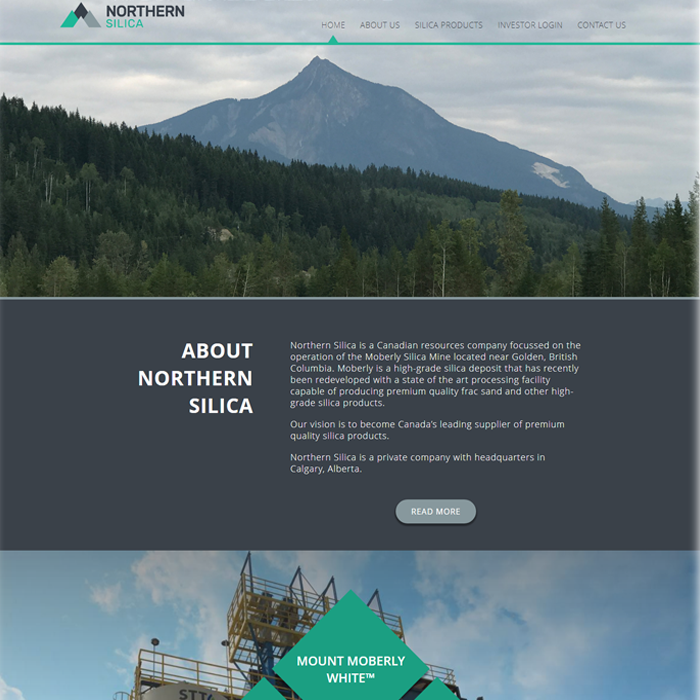 NORTHERN
SILICA
HOME ABOUT US SILICA PRODUCTS INVESTOR LOGIN CONTACT US
ABOUT
NORTHERN
SILICA
Northern Silica is a Canadian resources company focussed on the
operation of the Moberly Silica Mine located near Golden, British
Columbia. Moberly is a high-grade silica deposit that has recently
been redeveloped with a state of the art processing facility
capable of producing premium quality frac sand and other high-
grade silica products.
Our vision is to become Canada's leading supplier of premium
quality silica products.
Northern Silica is a private company with headquarters in
Calgary, Alberta.
READ MORE
MOUNT MOBERLY
WHITE™